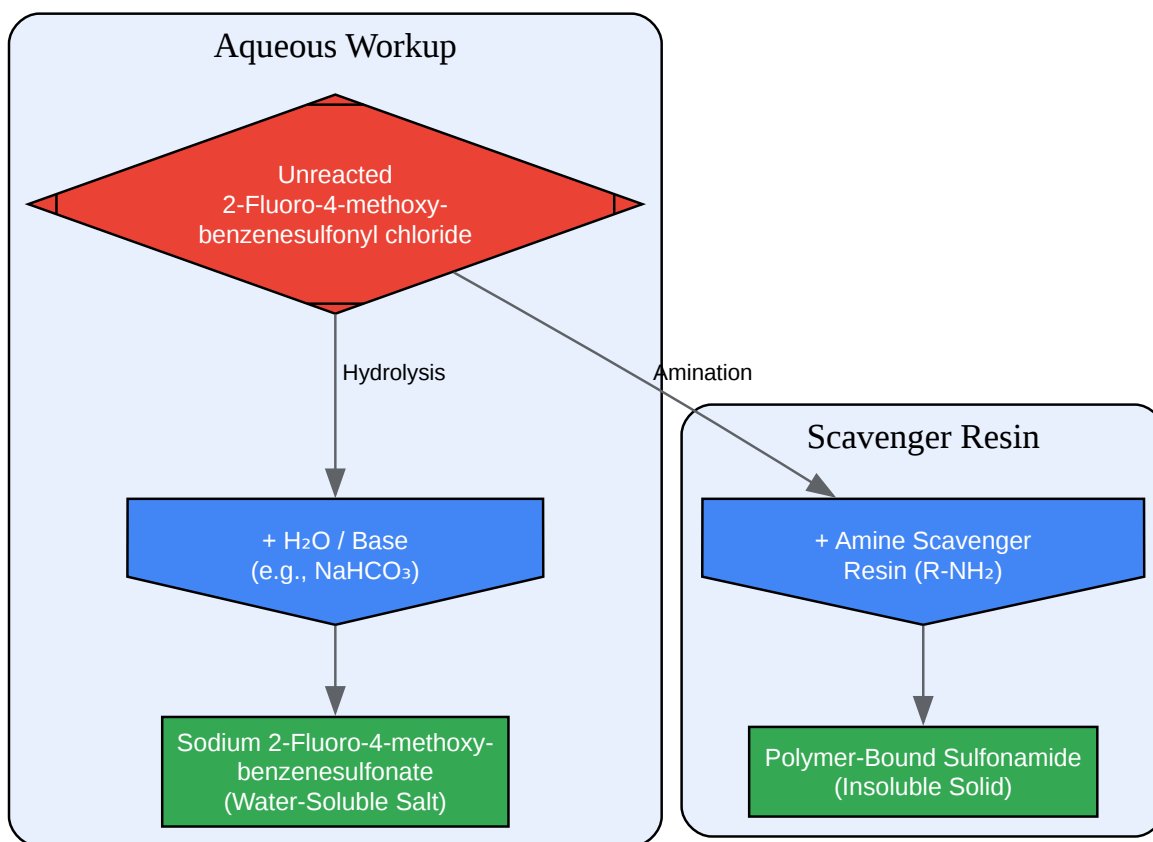 Aqueous Workup
Unreacted
2-Fluoro-4-methoxy-
benzenesulfonyl chloride
Hydrolysis
Amination
Scavenger Resin
+ H₂O / Base
(e.g., NaHCO₃)
+ Amine Scavenger
Resin (R-NH₂)
Sodium 2-Fluoro-4-methoxy-
benzenesulfonate
(Water-Soluble Salt)
Polymer-Bound Sulfonamide
(Insoluble Solid)